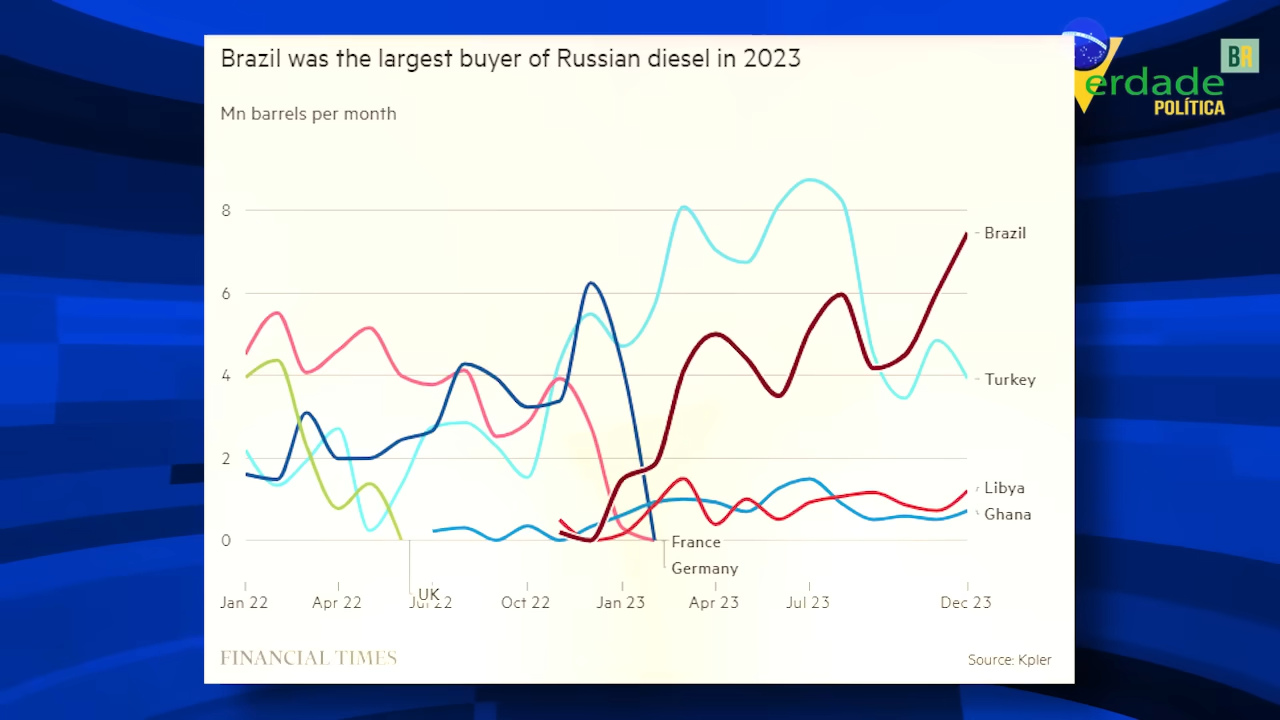 Brazil was the largest buyer of Russian diesel in 2023
BR
erdade
POLÍTICA
Mn barrels per month
8
6
4
2
0
Brazil
Turkey
Libya
Ghana
France
Germany
UK
Jan 22
Apr 22
Jul 22
Oct 22
Jan 23
Apr 23
Jul 23
Dec 23
FINANCIAL TIMES
Source: Kpler